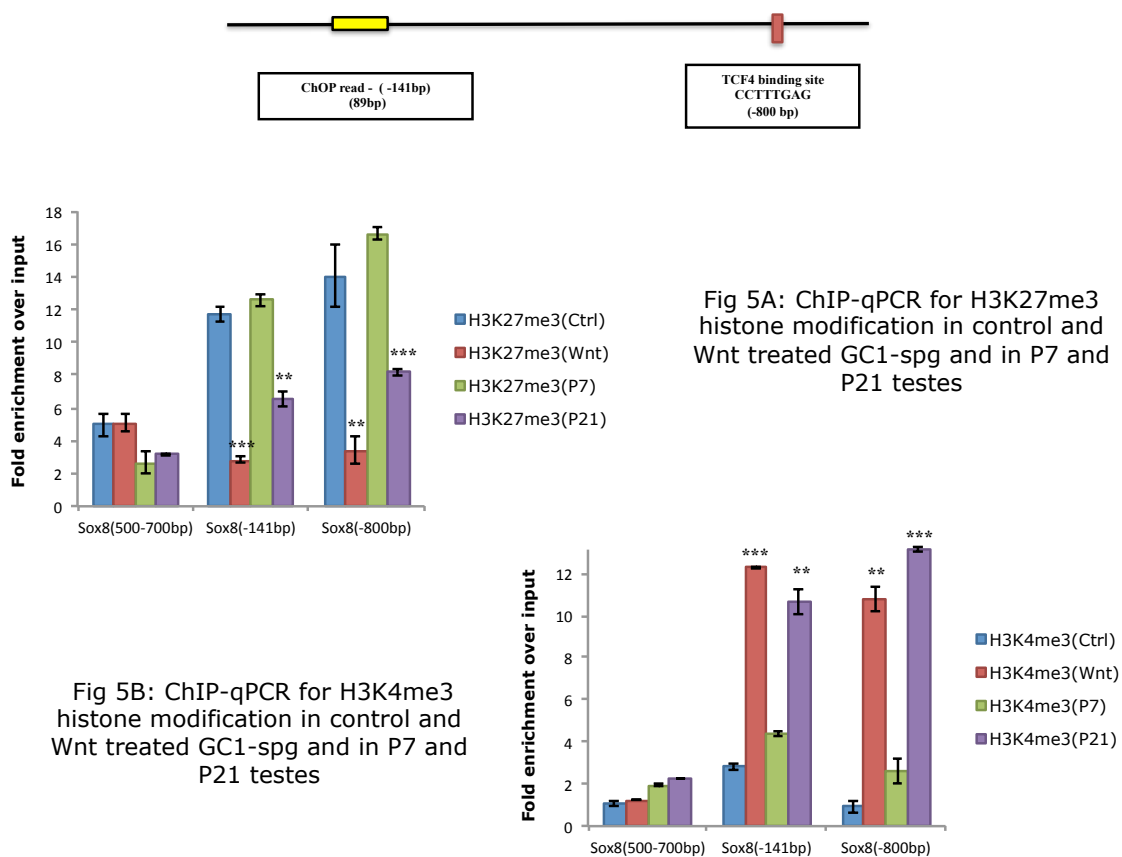 ChOP read - ( -141bp)
(89bp)
TCF4 binding site
CCTTTGAG
(-800 bp)
Fold enrichment over input
18
16
14
12
10
8
6
4
2
0
***
**
**
***
Sox8(500-700bp)
Sox8(-141bp)
Sox8(-800bp)
H3K27me3(Ctrl)
H3K27me3(Wnt)
H3K27me3(P7)
H3K27me3(P21)
Fig 5A: ChIP-qPCR for H3K27me3
histone modification in control and
Wnt treated GC1-spg and in P7 and
P21 testes
Fig 5B: ChIP-qPCR for H3K4me3
histone modification in control and
Wnt treated GC1-spg and in P7 and
P21 testes
Fold enrichment over input
12
10
8
6
4
2
0
***
**
**
***
Sox8(500-700bp)
Sox8(-141bp)
Sox8(-800bp)
H3K4me3(Ctrl)
H3K4me3(Wnt)
H3K4me3(P7)
H3K4me3(P21)